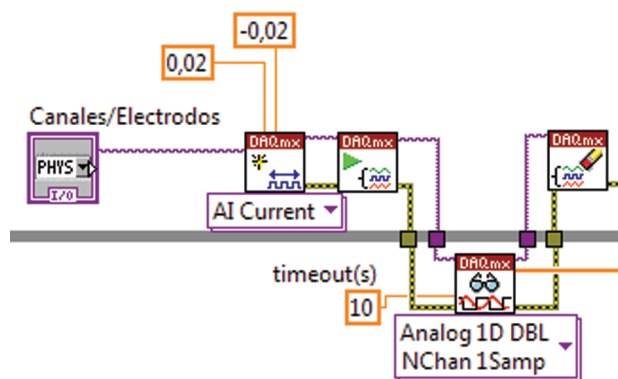 -0,02
0,02
Canales/Electrodos
PHYS
I/O
DAQmx
DAQmx
DAQmx
AI Current
DAQmx
timeout(s)
10
Analog 1D DBL
NChan 1Samp